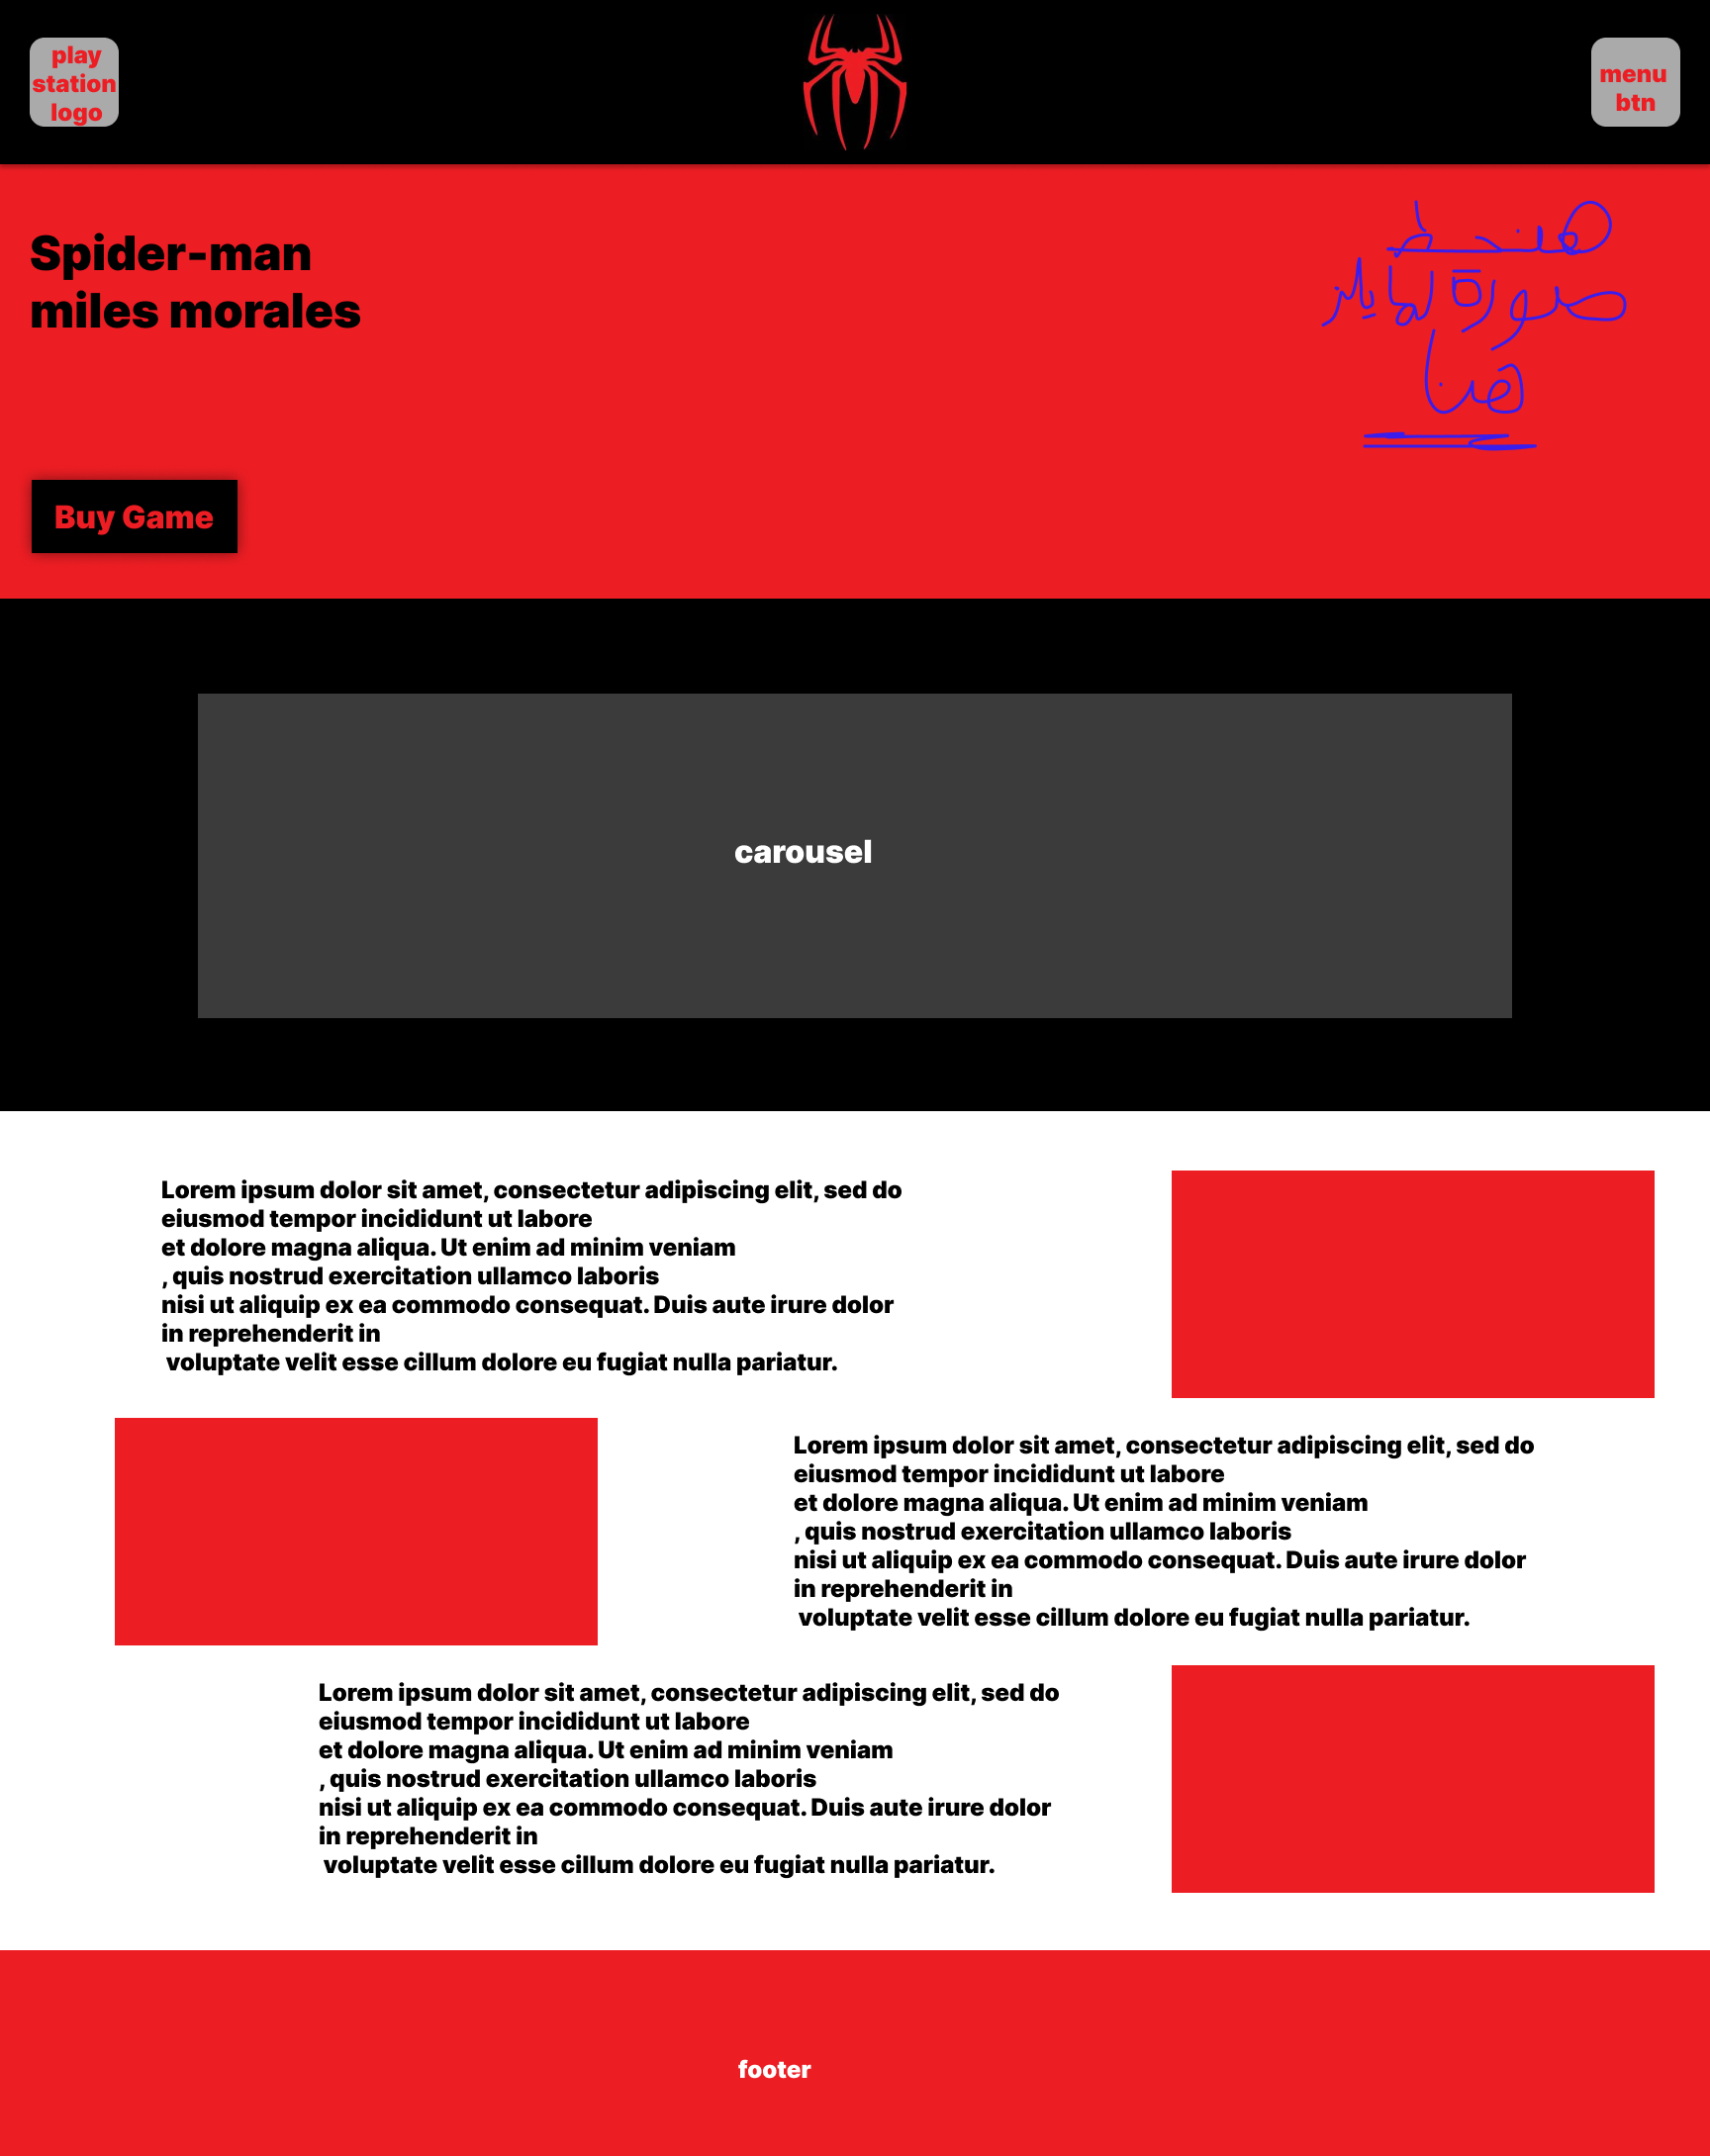 play
station
logo
menu
btn
Spider-man
miles morales
هنحط
صورة لمايلز
هنا
Buy Game
carousel
Lorem ipsum dolor sit amet, consectetur adipiscing elit, sed do
eiusmod tempor incididunt ut labore
et dolore magna aliqua. Ut enim ad minim veniam
, quis nostrud exercitation ullamco laboris
nisi ut aliquip ex ea commodo consequat. Duis aute irure dolor
in reprehenderit in
voluptate velit esse cillum dolore eu fugiat nulla pariatur.
Lorem ipsum dolor sit amet, consectetur adipiscing elit, sed do
eiusmod tempor incididunt ut labore
et dolore magna aliqua. Ut enim ad minim veniam
, quis nostrud exercitation ullamco laboris
nisi ut aliquip ex ea commodo consequat. Duis aute irure dolor
in reprehenderit in
voluptate velit esse cillum dolore eu fugiat nulla pariatur.
Lorem ipsum dolor sit amet, consectetur adipiscing elit, sed do
eiusmod tempor incididunt ut labore
et dolore magna aliqua. Ut enim ad minim veniam
, quis nostrud exercitation ullamco laboris
nisi ut aliquip ex ea commodo consequat. Duis aute irure dolor
in reprehenderit in
voluptate velit esse cillum dolore eu fugiat nulla pariatur.
footer